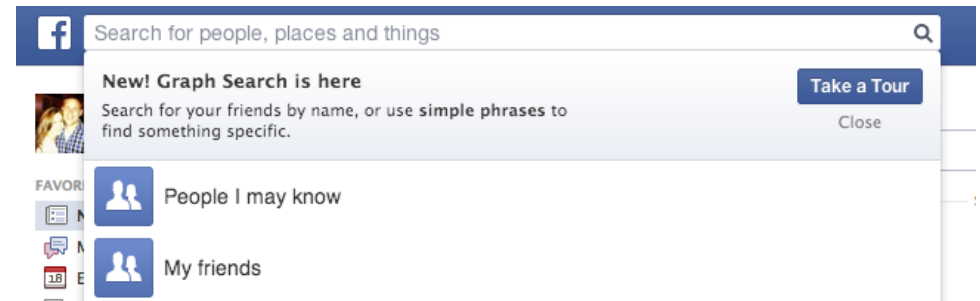 f
Search for people, places and things
New! Graph Search is here
Take a Tour
Search for your friends by name, or use simple phrases to
find something specific.
Close
FAVOR
People I may know
N
M
My friends
18
E